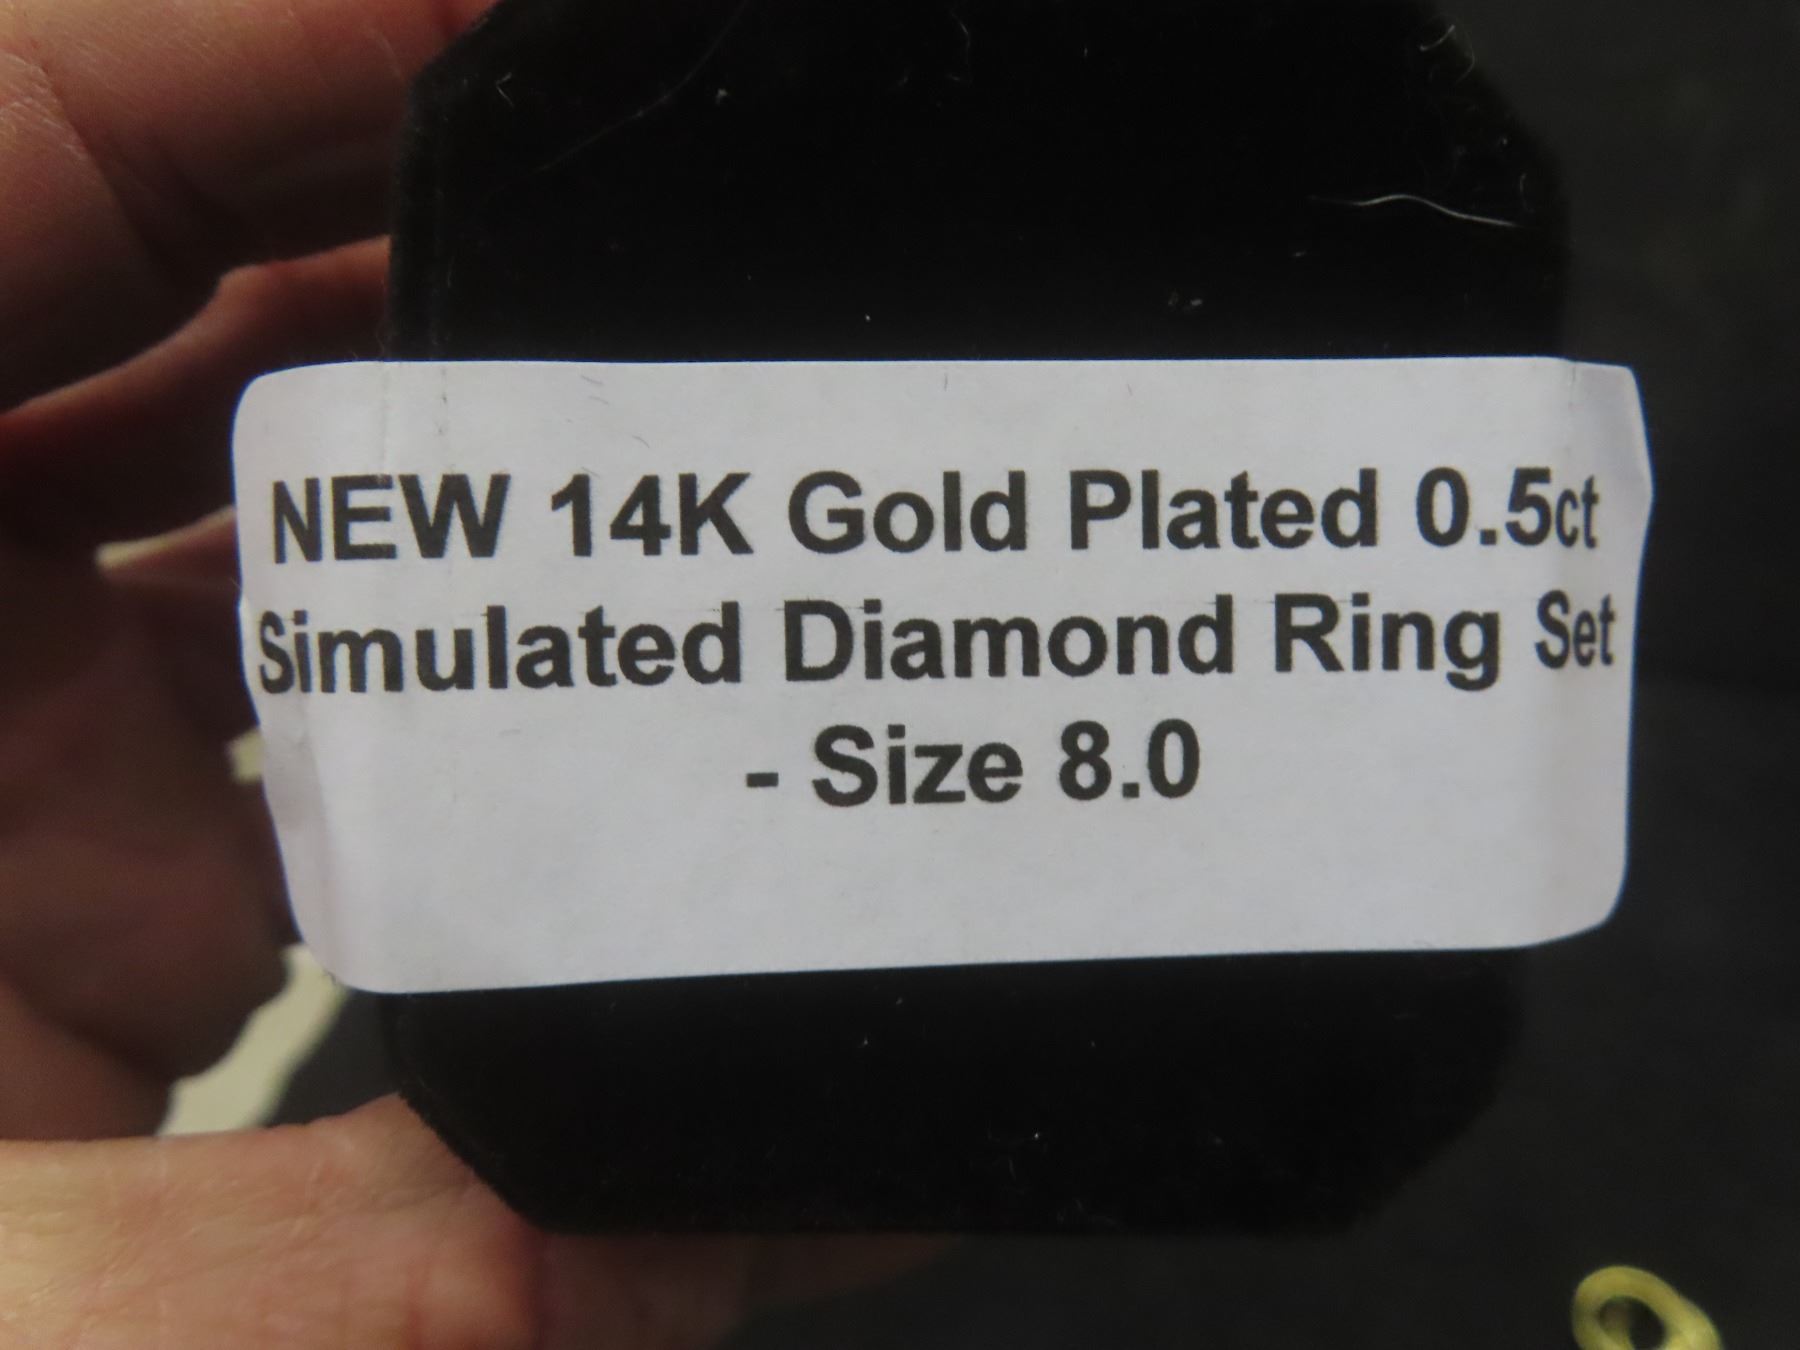 NEW 14K Gold Plated 0.5ct
Simulated Diamond Ring Set
- Size 8.0